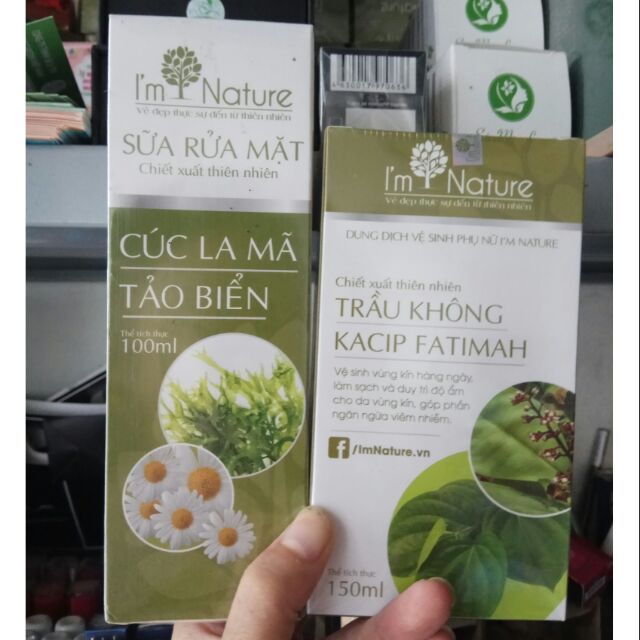 I'm Nature
Vẻ đẹp thực sự đến từ thiên nhiên
SỮA RỬA MẶT
Chiết xuất thiên nhiên
CÚC LA MÃ
TẢO BIỂN
Thể tích thực
100ml
I'm Nature
Vẻ đẹp thực sự đến từ thiên nhiên
DUNG DỊCH VỆ SINH PHỤ NỮ I'M NATURE
Chiết xuất thiên nhiên
TRẦU KHÔNG
KACIP FATIMAH
Vệ sinh vùng kín hàng ngày,
làm sạch và duy trì độ ẩm
cho da vùng kín, góp phần
ngăn ngừa viêm nhiễm.
f/ImNature.vn
Thể tích thực
150ml